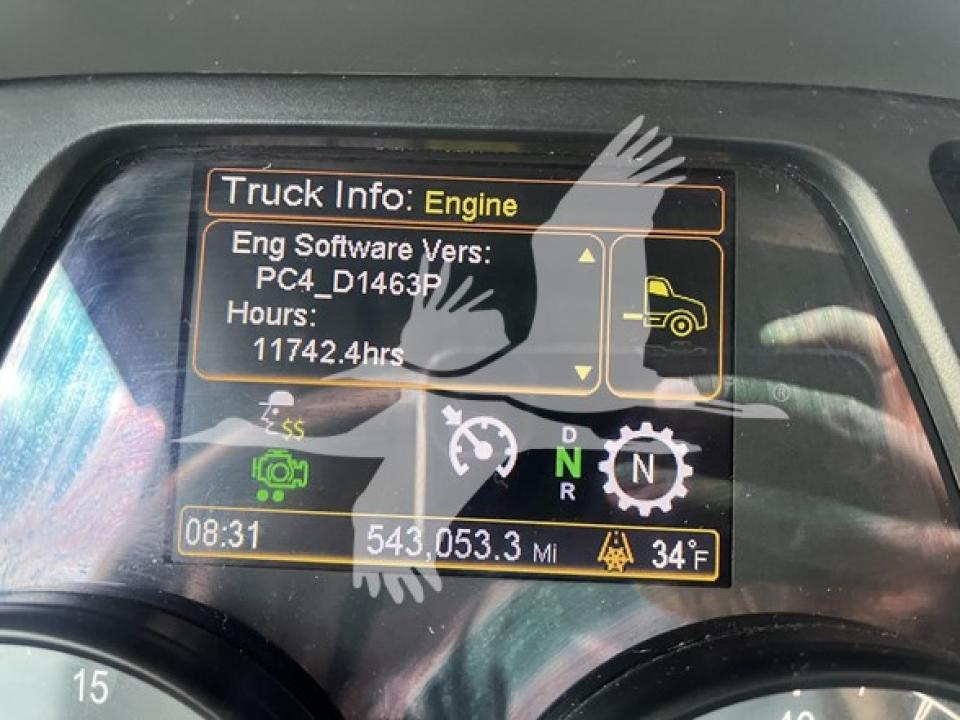 Truck Info: Engine
Eng Software Vers:
PC4_D1463P
Hours:
11742.4hrs
$$
D
N
R
N
®
08:31 543,053.3 Mi 34°F
15